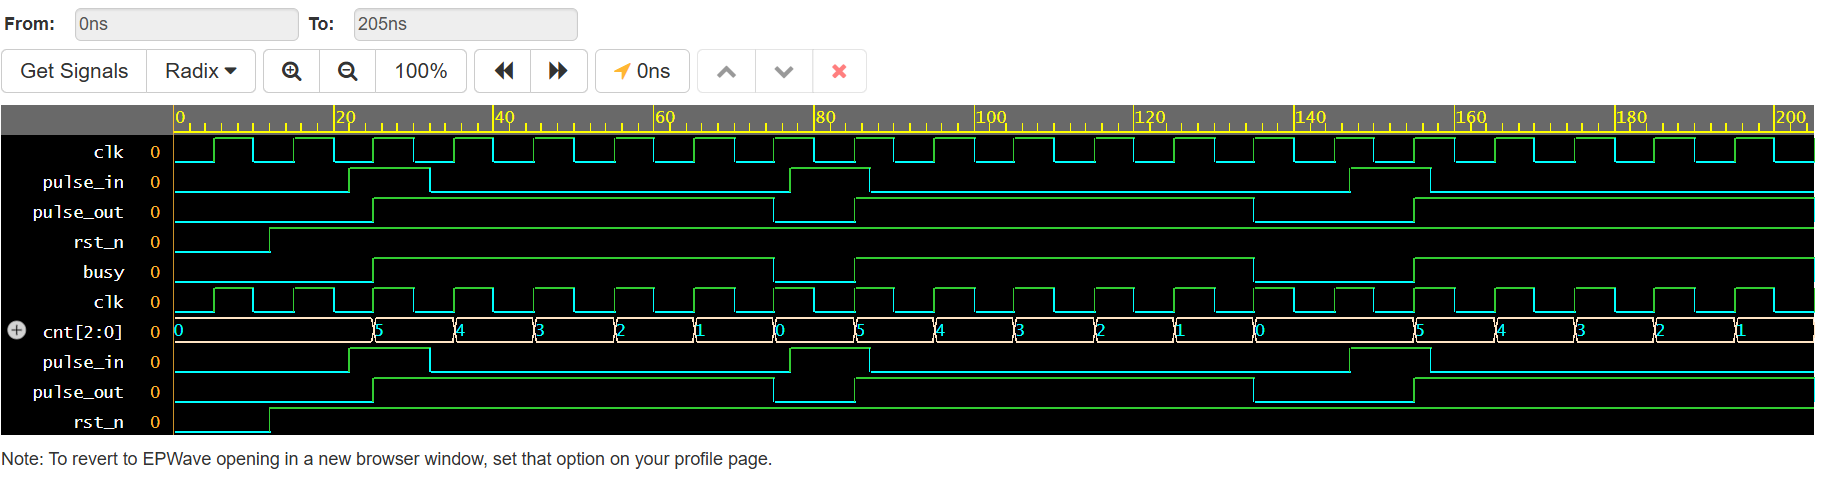 From: 0ns To: 205ns
Get Signals Radix 100% 0ns
0 20 40 60 80 100 120 140 160 180 200
clk 0
pulse_in 0
pulse_out 0
rst_n 0
busy 0
clk 0
cnt[2:0] 0 0 5 4 3 2 1 0 5 4 3 2 1 0 5 4 3 2 1
pulse_in 0
pulse_out 0
rst_n 0
Note: To revert to EPWave opening in a new browser window, set that option on your profile page.